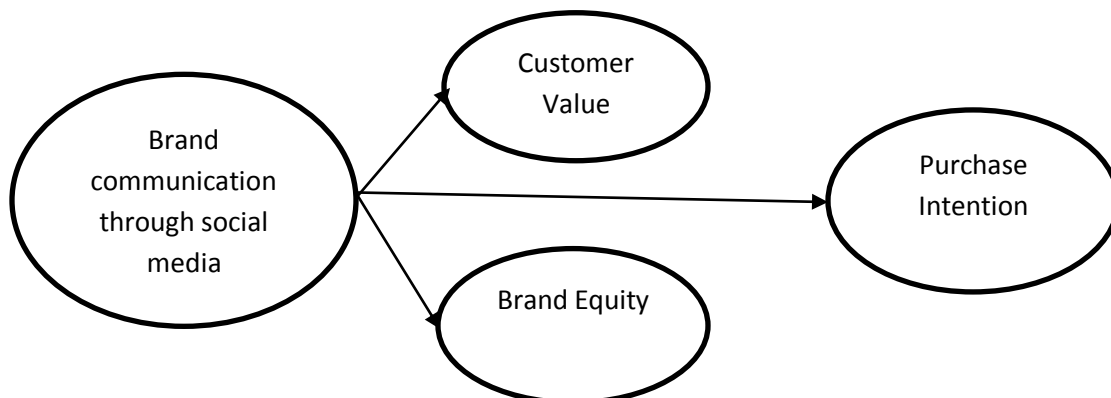 Brand
communication
through social
media
Customer
Value
Brand Equity
Purchase
Intention